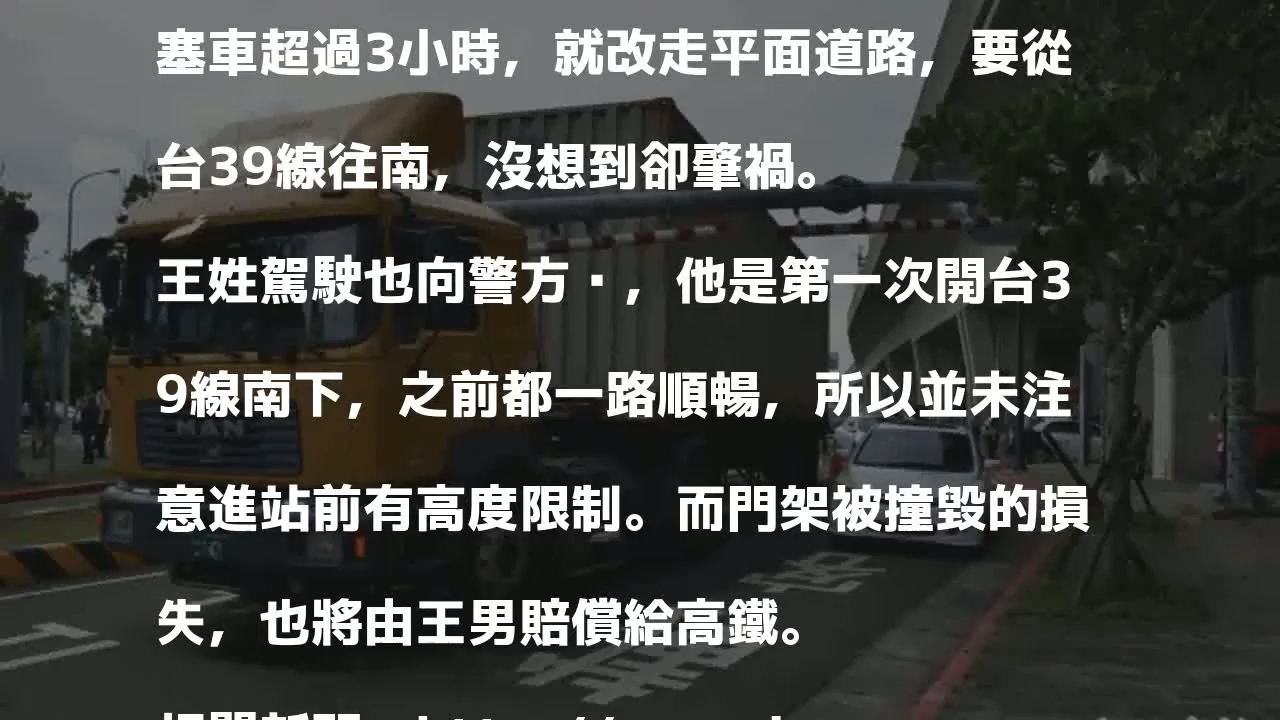 塞車超過3小時，就改走平面道路，要從
台39線往南，沒想到卻肇禍。
王姓駕駛也向警方·，他是第一次開台3
9線南下，之前都一路順暢，所以並未注
意進站前有高度限制。而門架被撞毀的損
失，也將由王男賠償給高鐵。
MAN